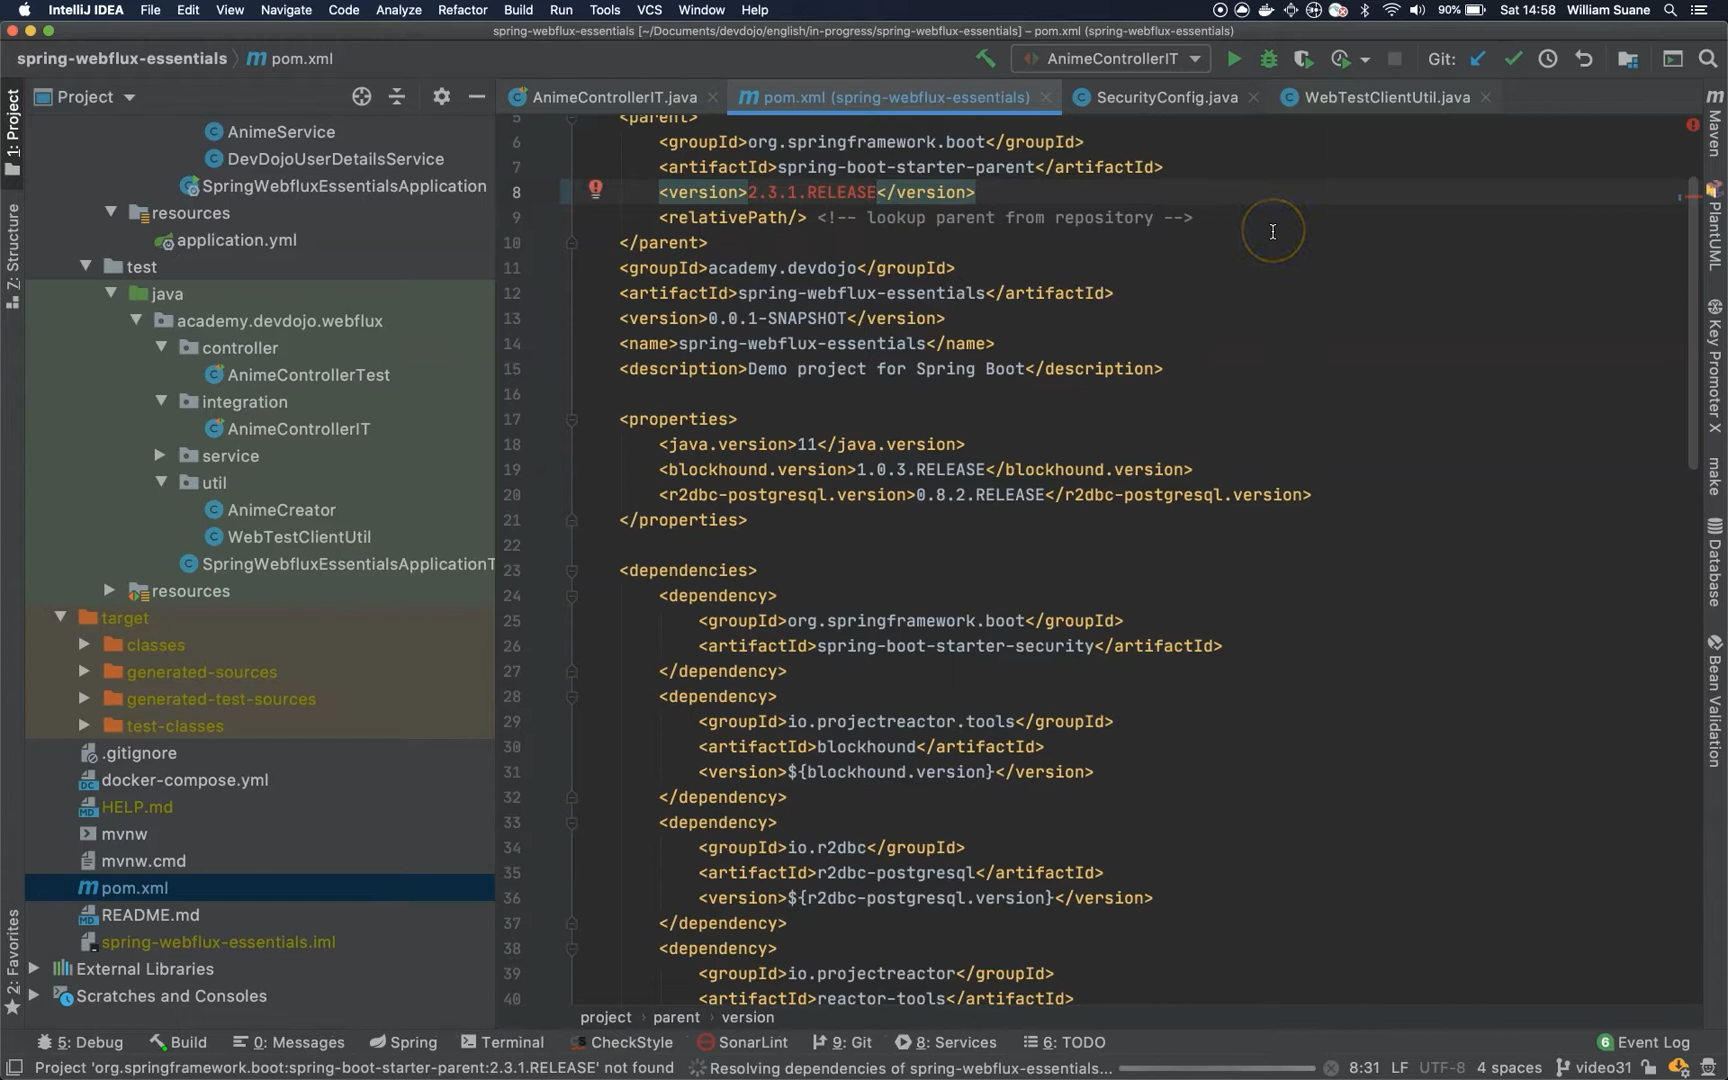 IntelliJ IDEA File Edit View Navigate Code Analyze Refactor Build Run Tools VCS Window Help 90% Sat 14:58 William Suane
spring-webflux-essentials [~/Documents/devdojo/english/in-progress/spring-webflux-essentials] – pom.xml (spring-webflux-essentials)
spring-webflux-essentials pom.xml AnimeControllerIT Git:
Project AnimeControllerIT.java pom.xml (spring-webflux-essentials) SecurityConfig.java WebTestClientUtil.java
1: Project
7: Structure
2: Favorites
AnimeService
DevDojoUserDetailsService
SpringWebfluxEssentialsApplication
resources
application.yml
test
java
academy.devdojo.webflux
controller
AnimeControllerTest
integration
AnimeControllerIT
service
util
AnimeCreator
WebTestClientUtil
SpringWebfluxEssentialsApplicationT
resources
target
classes
generated-sources
generated-test-sources
test-classes
.gitignore
docker-compose.yml
HELP.md
mvnw
mvnw.cmd
pom.xml
README.md
spring-webflux-essentials.iml
External Libraries
Scratches and Consoles
5 <parent>
6 <groupId>org.springframework.boot</groupId>
7 <artifactId>spring-boot-starter-parent</artifactId>
8 <version>2.3.1.RELEASE</version>
9 <relativePath/> <!-- lookup parent from repository -->
10 </parent>
11 <groupId>academy.devdojo</groupId>
12 <artifactId>spring-webflux-essentials</artifactId>
13 <version>0.0.1-SNAPSHOT</version>
14 <name>spring-webflux-essentials</name>
15 <description>Demo project for Spring Boot</description>
16
17 <properties>
18 <java.version>11</java.version>
19 <blockhound.version>1.0.3.RELEASE</blockhound.version>
20 <r2dbc-postgresql.version>0.8.2.RELEASE</r2dbc-postgresql.version>
21 </properties>
22
23 <dependencies>
24 <dependency>
25 <groupId>org.springframework.boot</groupId>
26 <artifactId>spring-boot-starter-security</artifactId>
27 </dependency>
28 <dependency>
29 <groupId>io.projectreactor.tools</groupId>
30 <artifactId>blockhound</artifactId>
31 <version>${blockhound.version}</version>
32 </dependency>
33 <dependency>
34 <groupId>io.r2dbc</groupId>
35 <artifactId>r2dbc-postgresql</artifactId>
36 <version>${r2dbc-postgresql.version}</version>
37 </dependency>
38 <dependency>
39 <groupId>io.projectreactor</groupId>
40 <artifactId>reactor-tools</artifactId>
project parent version
Maven
PlantUML
Key Promoter X
make
Database
Bean Validation
5: Debug Build 0: Messages Spring Terminal CheckStyle SonarLint 9: Git 8: Services 6: TODO 6 Event Log
Project 'org.springframework.boot:spring-boot-starter-parent:2.3.1.RELEASE' not found Resolving dependencies of spring-webflux-essentials... 8:31 LF UTF-8 4 spaces video31